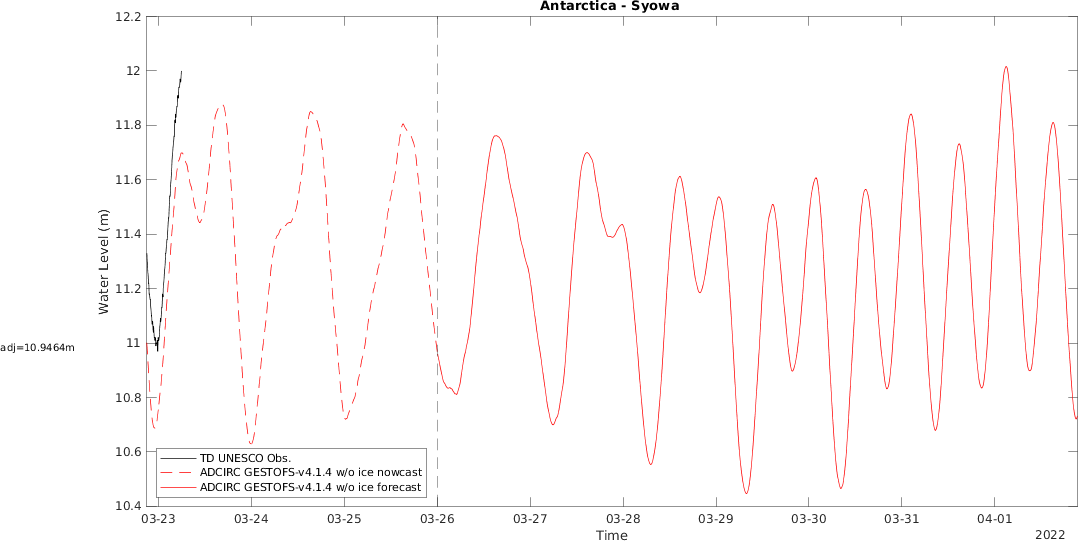 Antarctica - Syowa
12.2
12
11.8
11.6
11.4
11.2
11
10.8
10.6
10.4
Water Level (m)
adj=10.9464m
TD UNESCO Obs.
ADCIRC GESTOFS-v4.1.4 w/o ice nowcast
ADCIRC GESTOFS-v4.1.4 w/o ice forecast
03-23 03-24 03-25 03-26 03-27 03-28 03-29 03-30 03-31 04-01
Time
2022